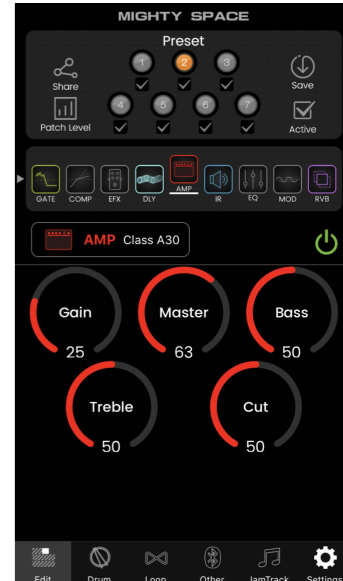 MIGHTY SPACE
Preset
1 2 3
Share
Save
4 5 6 7
Patch Level
Active
GATE COMP EFX DLY AMP IR EQ MOD RVB
AMP Class A30
Gain Master Bass
25 63 50
Treble Cut
50 50
Edit Drum Loop Other JamTrack Settings